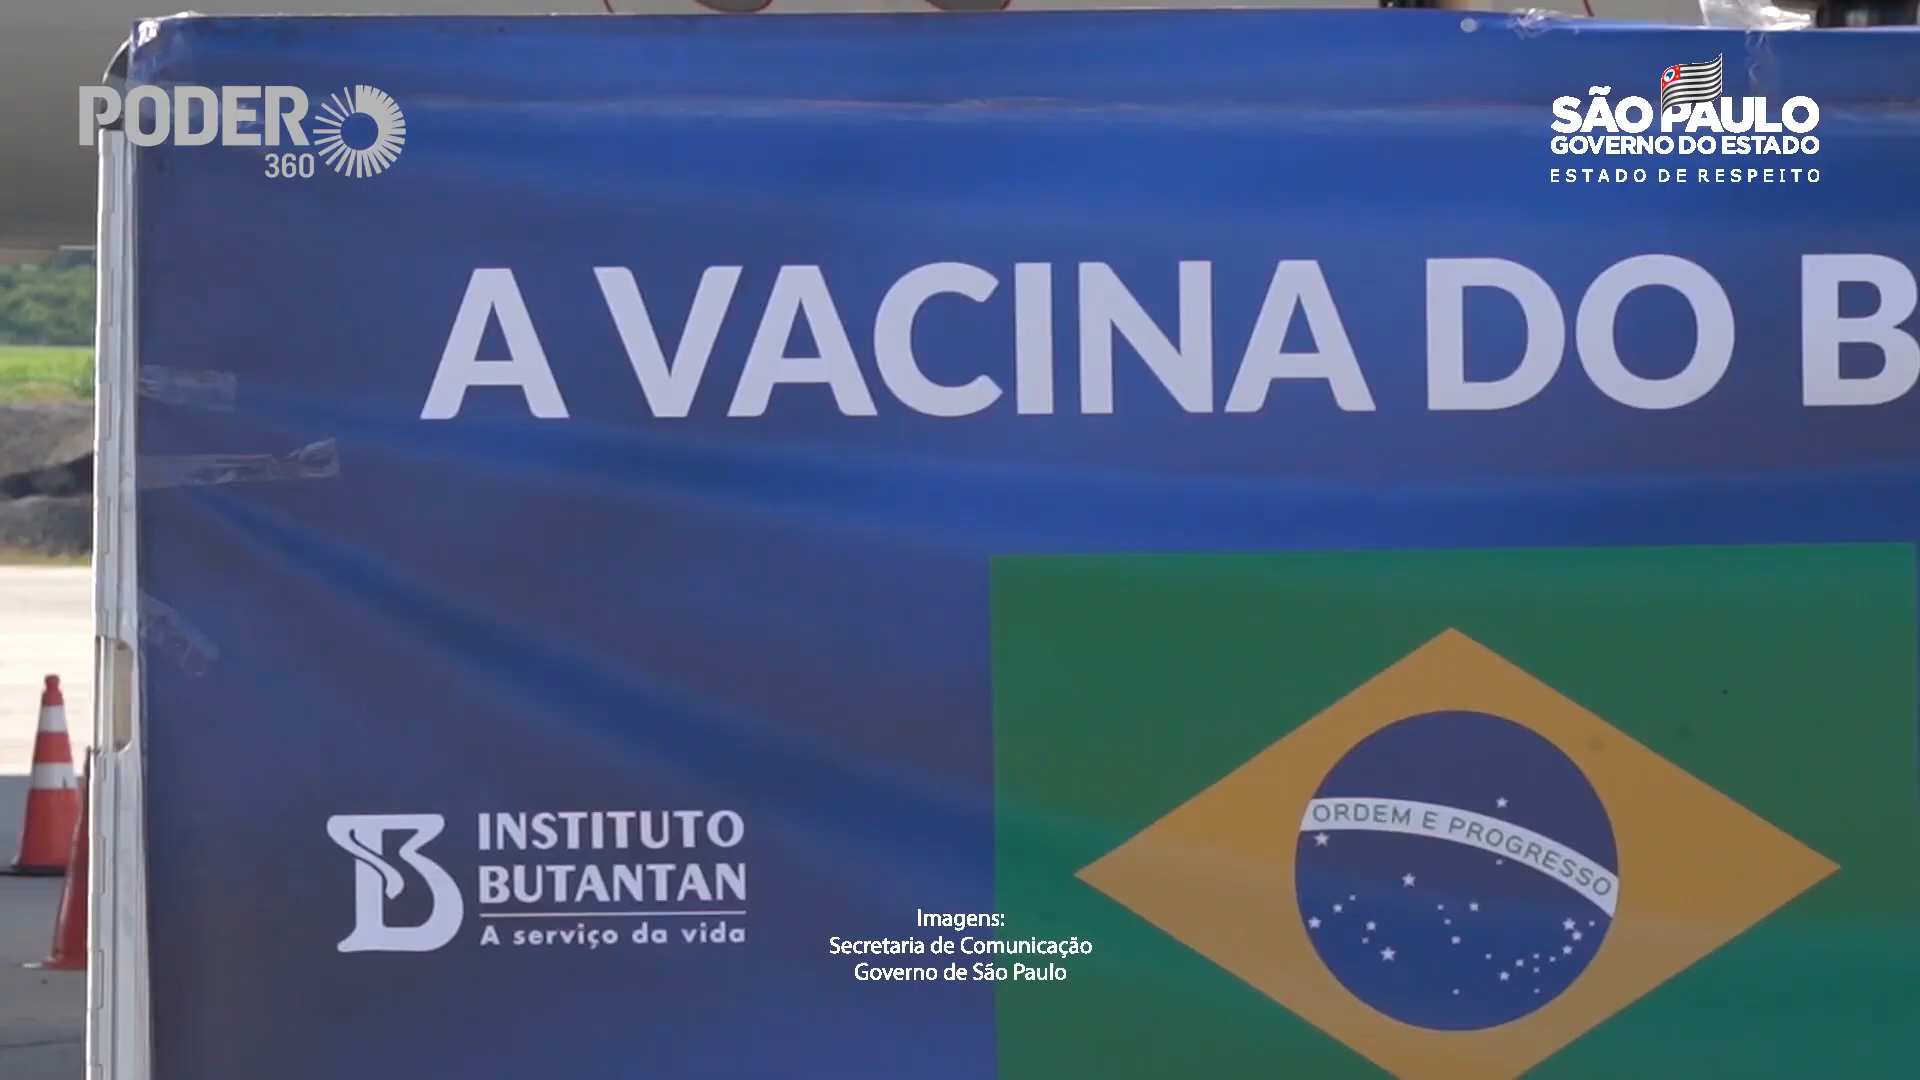 PODER
360
SÃO PAULO
GOVERNO DO ESTADO
ESTADO DE RESPEITO
A VACINA DO B
INSTITUTO
BUTANTAN
A serviço da vida
ORDEM E PROGRESSO
Imagens:
Secretaria de Comunicação
Governo de São Paulo